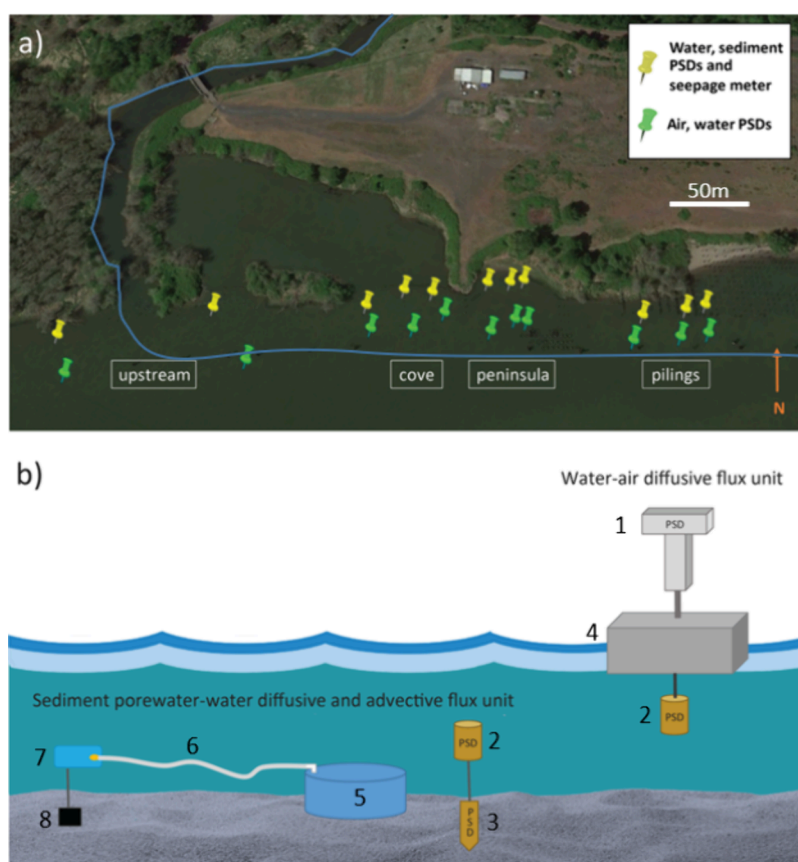 a)
Water, sediment
PSDs and
seepage meter
Air, water PSDs
50m
upstream
cove
peninsula
pilings
N
b)
Water-air diffusive flux unit
1
PSD
4
Sediment porewater-water diffusive and advective flux unit
2
PSD
2
PSD
6
7
5
8
3
PSD